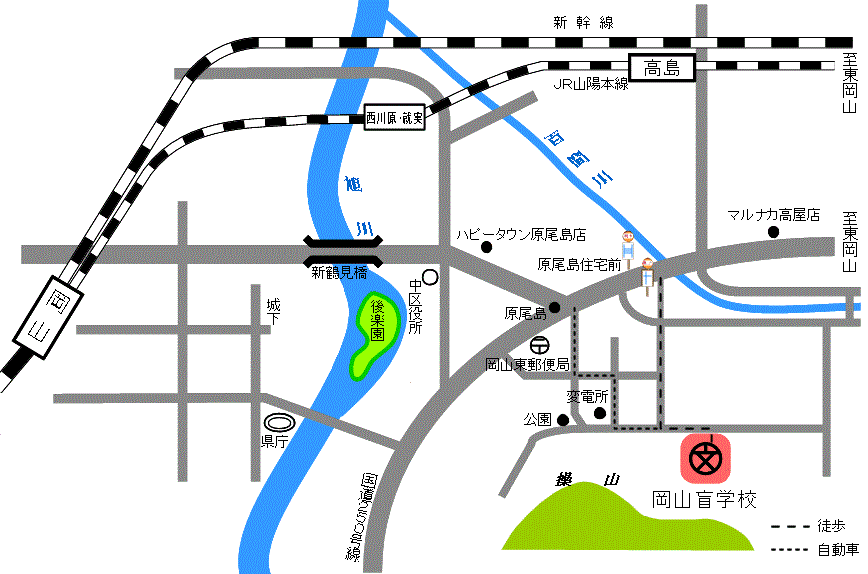 新幹線
至東岡山
高島
JR山陽本線
西川原・就実
百間川
旭川
マルナカ高屋店
至東岡山
ハピータウン原尾島店
原尾島住宅前
新鶴見橋
岡山
中区役所
城下
後楽園
原尾島
岡山東郵便局
変電所
公園
県庁
操山
岡山盲学校
国道250号線
徒歩
自動車